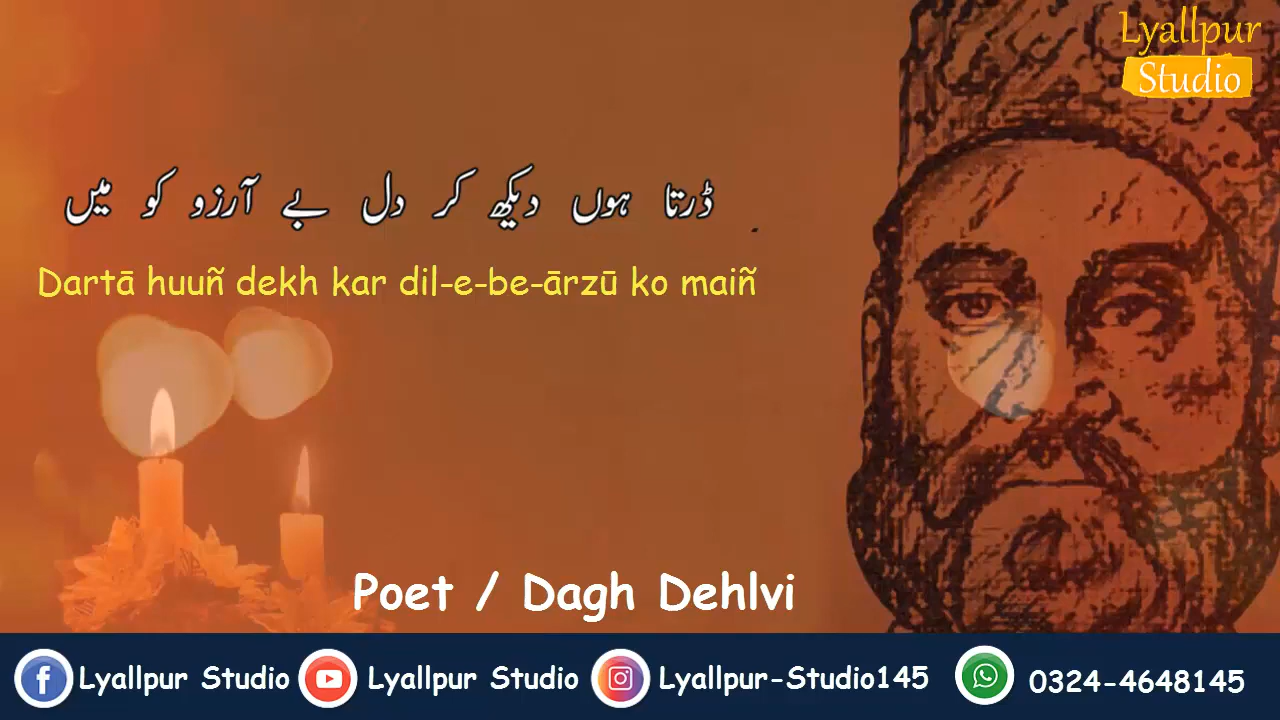 Lyallpur
Studio
ڈرتا ہوں دیکھ کر دل بے آرزو کو میں
Dartā huuñ dekh kar dil-e-be-ārzū ko maiñ
Poet / Dagh Dehlvi
Lyallpur Studio Lyallpur Studio Lyallpur-Studio145 0324-4648145